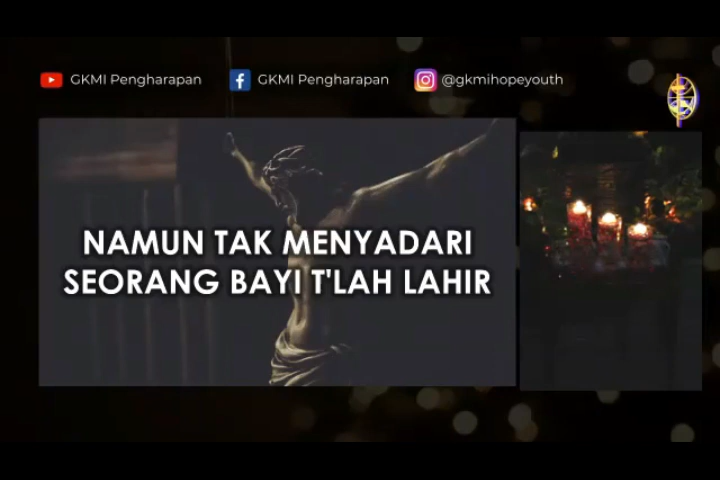 GKMI Pengharapan GKMI Pengharapan @gkmihopeyouth
NAMUN TAK MENYADARI
SEORANG BAYI T'LAH LAHIR